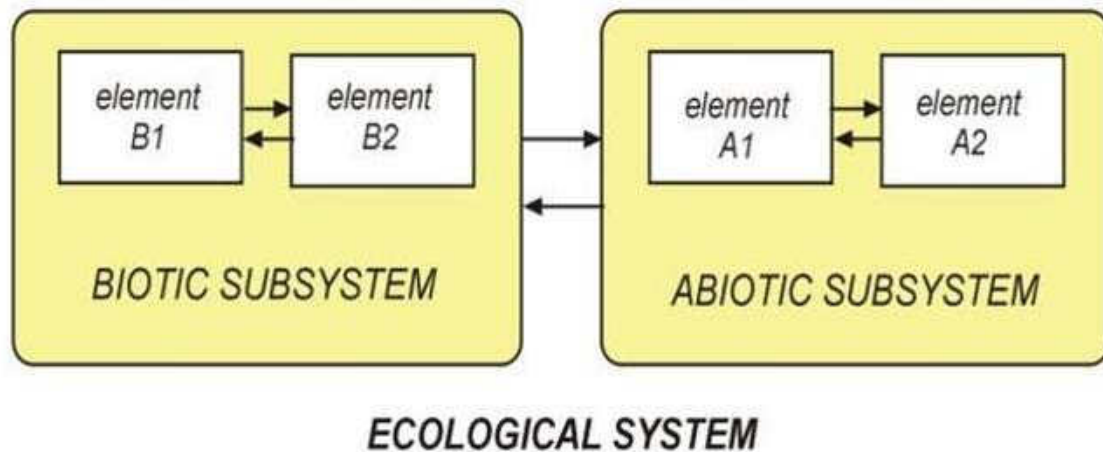 element
B1
element
B2
element
A1
element
A2
BIOTIC SUBSYSTEM
ABIOTIC SUBSYSTEM
ECOLOGICAL SYSTEM